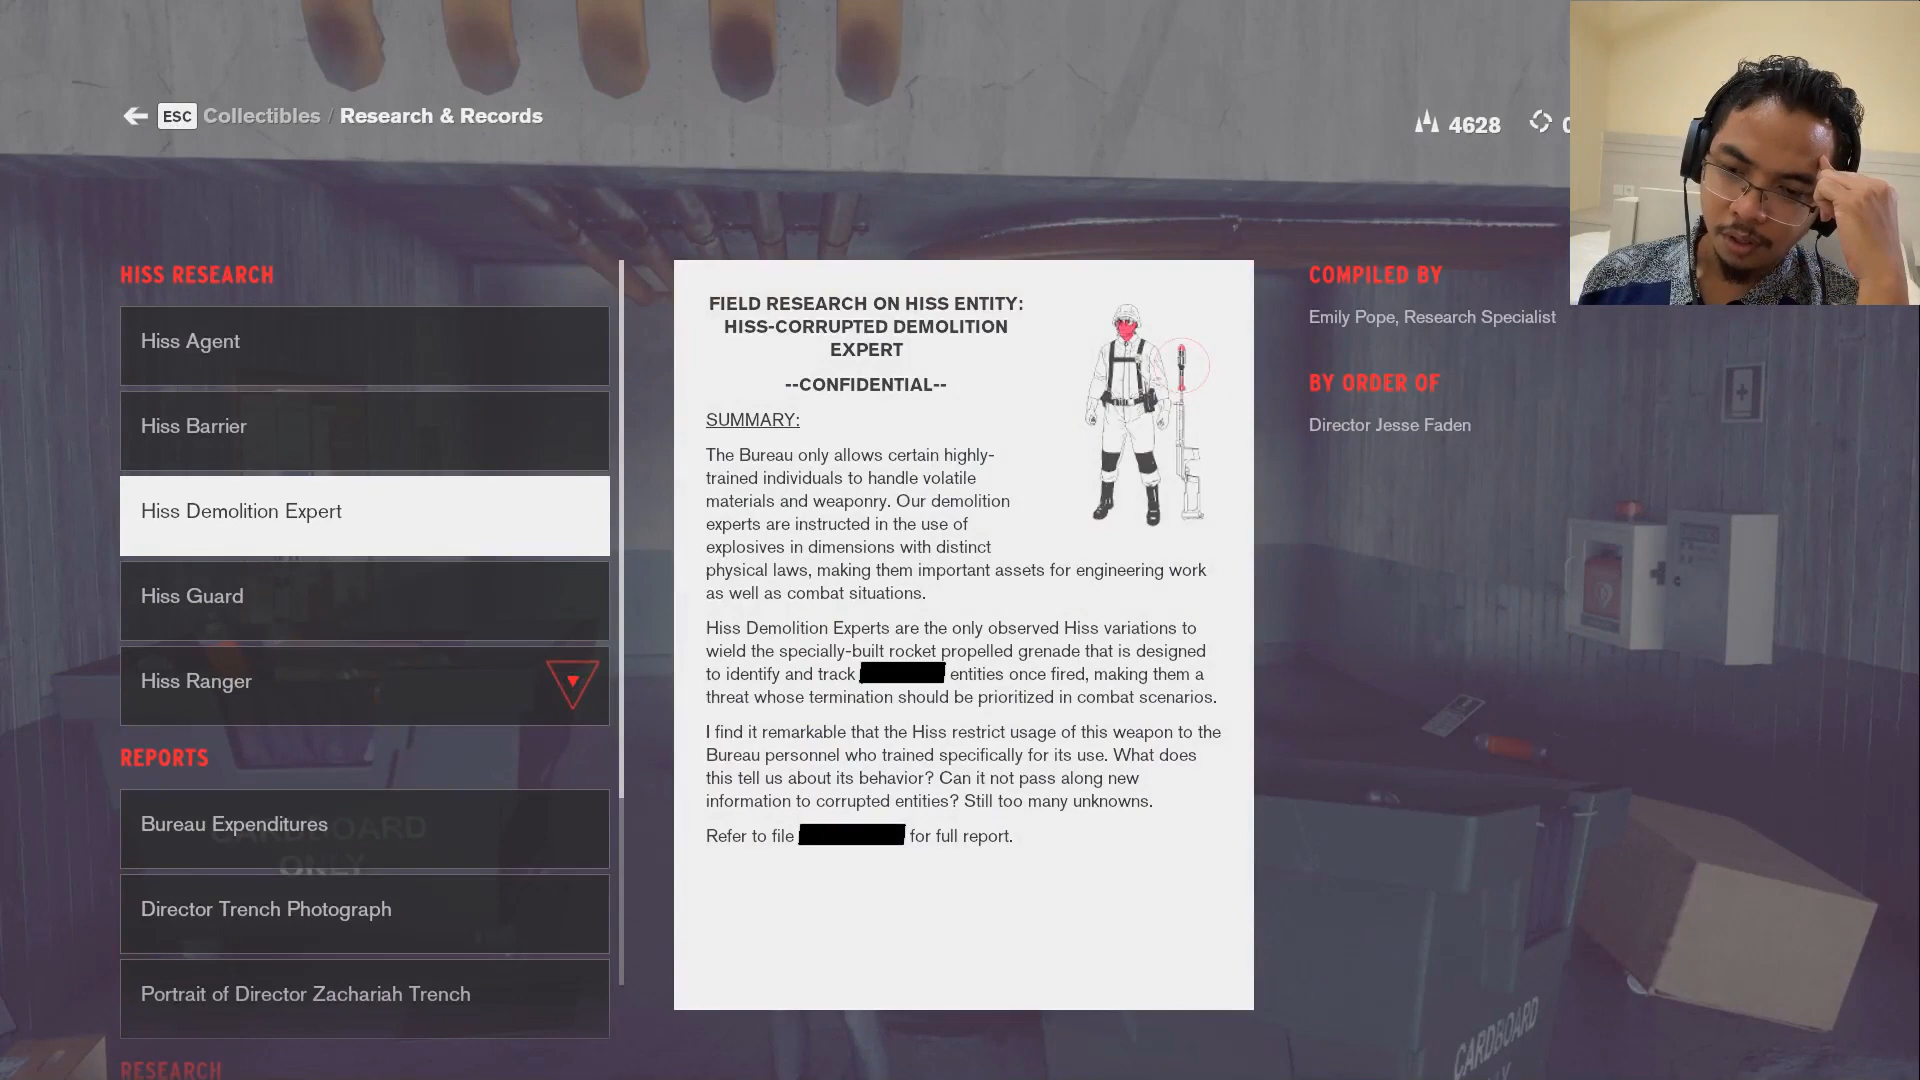 ESC Collectibles / Research & Records
4628
HISS RESEARCH
Hiss Agent
Hiss Barrier
Hiss Demolition Expert
Hiss Guard
Hiss Ranger
REPORTS
Bureau Expenditures
CARDBOARD
ONLY
Director Trench Photograph
Portrait of Director Zachariah Trench
RESEARCH
FIELD RESEARCH ON HISS ENTITY:
HISS-CORRUPTED DEMOLITION
EXPERT
--CONFIDENTIAL--
SUMMARY:
The Bureau only allows certain highly-
trained individuals to handle volatile
materials and weaponry. Our demolition
experts are instructed in the use of
explosives in dimensions with distinct
physical laws, making them important assets for engineering work
as well as combat situations.
Hiss Demolition Experts are the only observed Hiss variations to
wield the specially-built rocket propelled grenade that is designed
to identify and track entities once fired, making them a
threat whose termination should be prioritized in combat scenarios.
I find it remarkable that the Hiss restrict usage of this weapon to the
Bureau personnel who trained specifically for its use. What does
this tell us about its behavior? Can it not pass along new
information to corrupted entities? Still too many unknowns.
Refer to file for full report.
COMPILED BY
Emily Pope, Research Specialist
BY ORDER OF
Director Jesse Faden
CARDBOARD